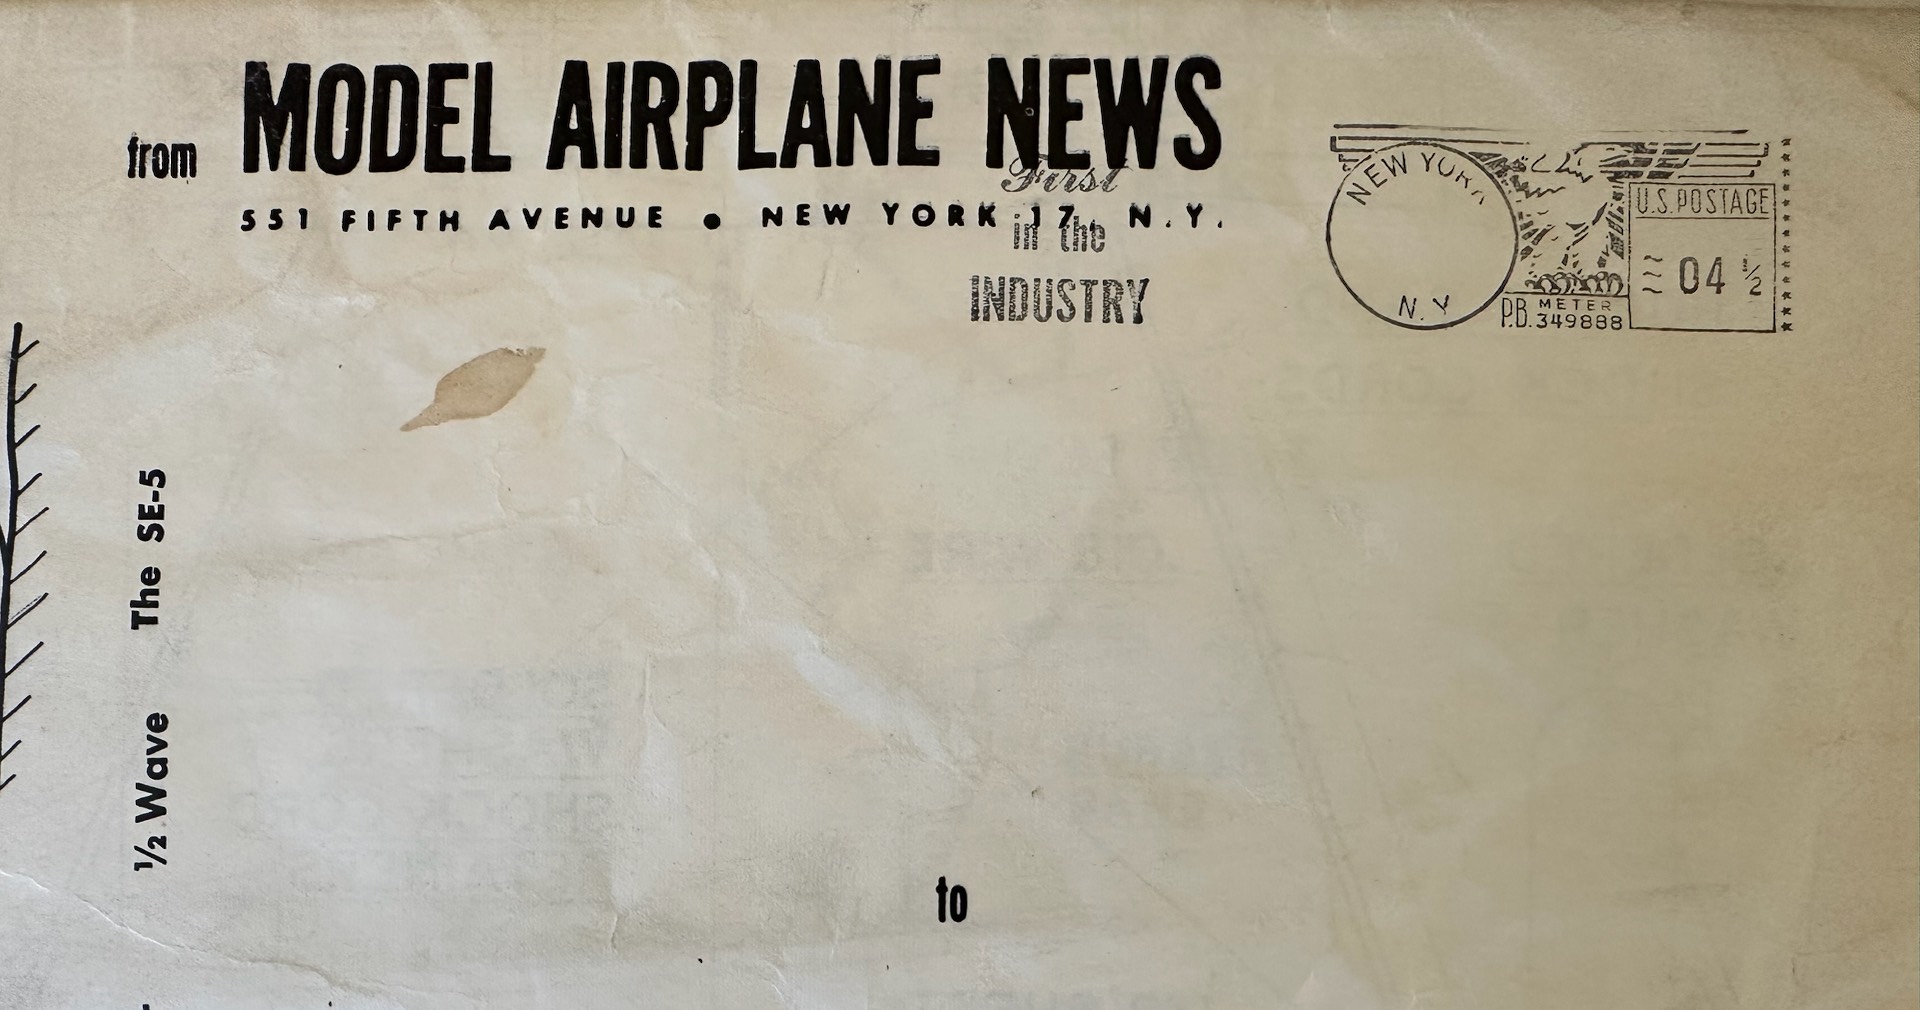 from MODEL AIRPLANE NEWS
551 FIFTH AVENUE • NEW YORK 17, N.Y.
First
in the
INDUSTRY
NEW YORK
N.Y
P.B. METER
349888
U.S. POSTAGE
04 ½
½ Wave The SE-5
to